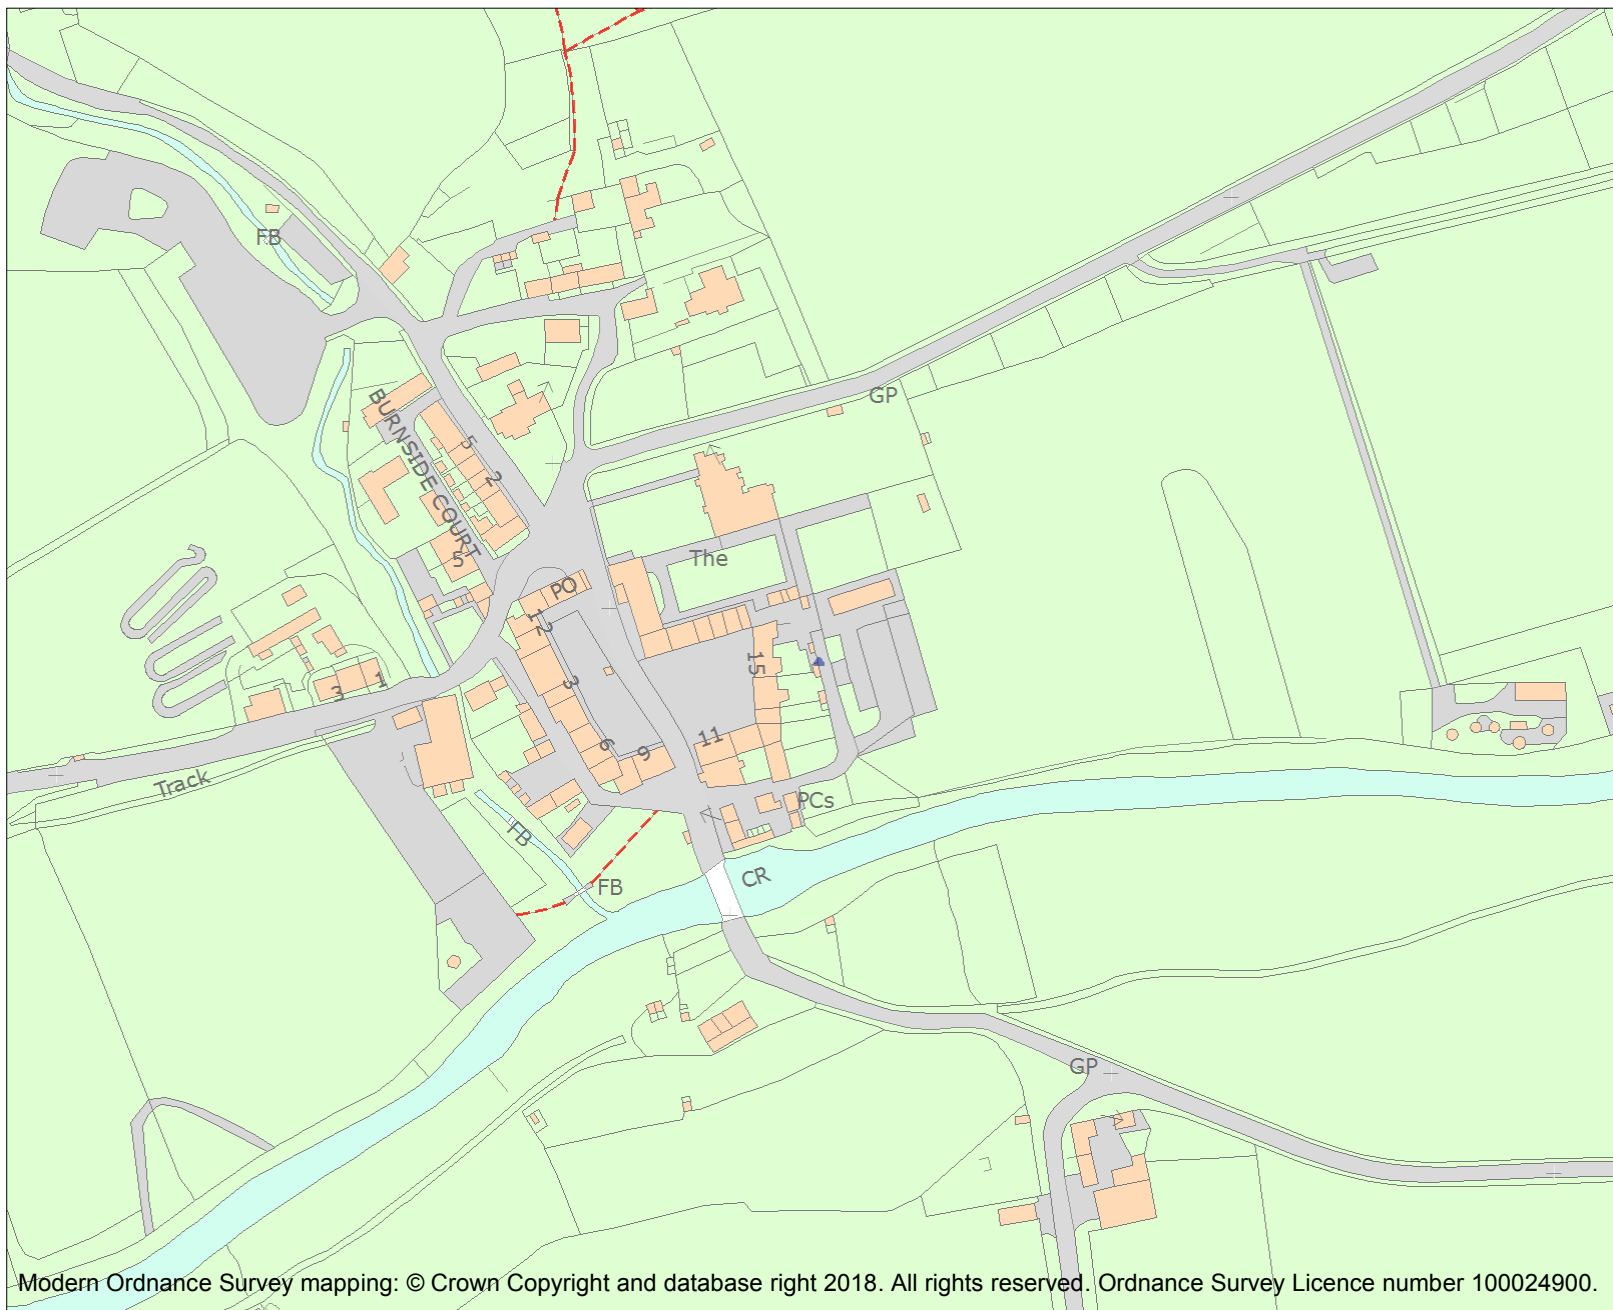 FB
GP
BURNSIDE COURT
5
2
The
5
PO
12
15
3
1
3
11
6
9
Track
PCs
FB
CR
FB
GP
Modern Ordnance Survey mapping: © Crown Copyright and database right 2018. All rights reserved. Ordnance Survey Licence number 100024900.